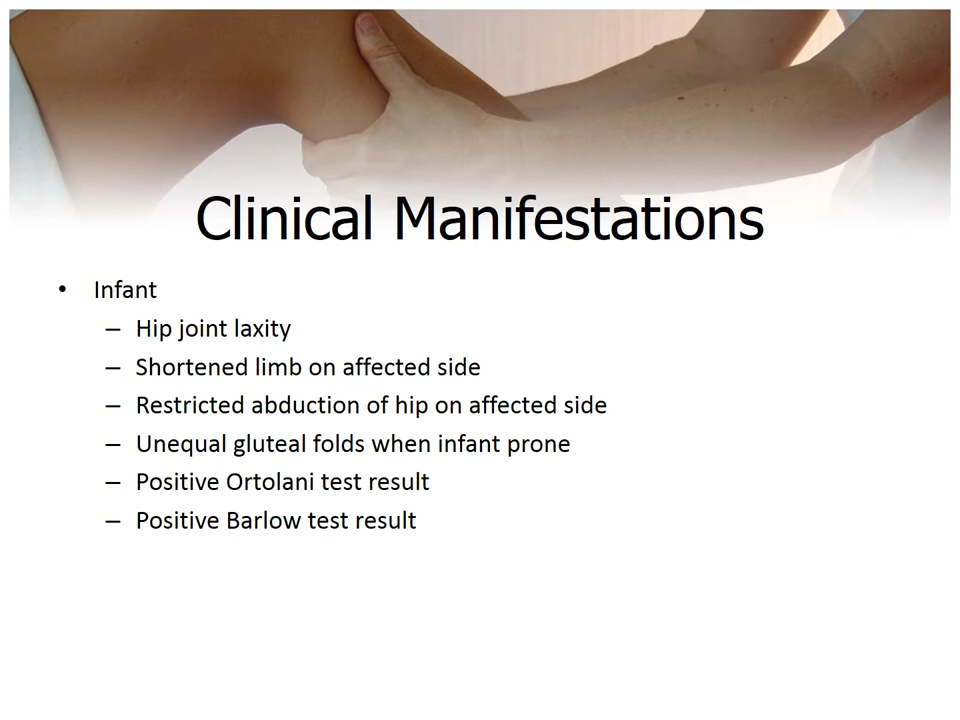 Clinical Manifestations
• Infant
– Hip joint laxity
– Shortened limb on affected side
– Restricted abduction of hip on affected side
– Unequal gluteal folds when infant prone
– Positive Ortolani test result
– Positive Barlow test result